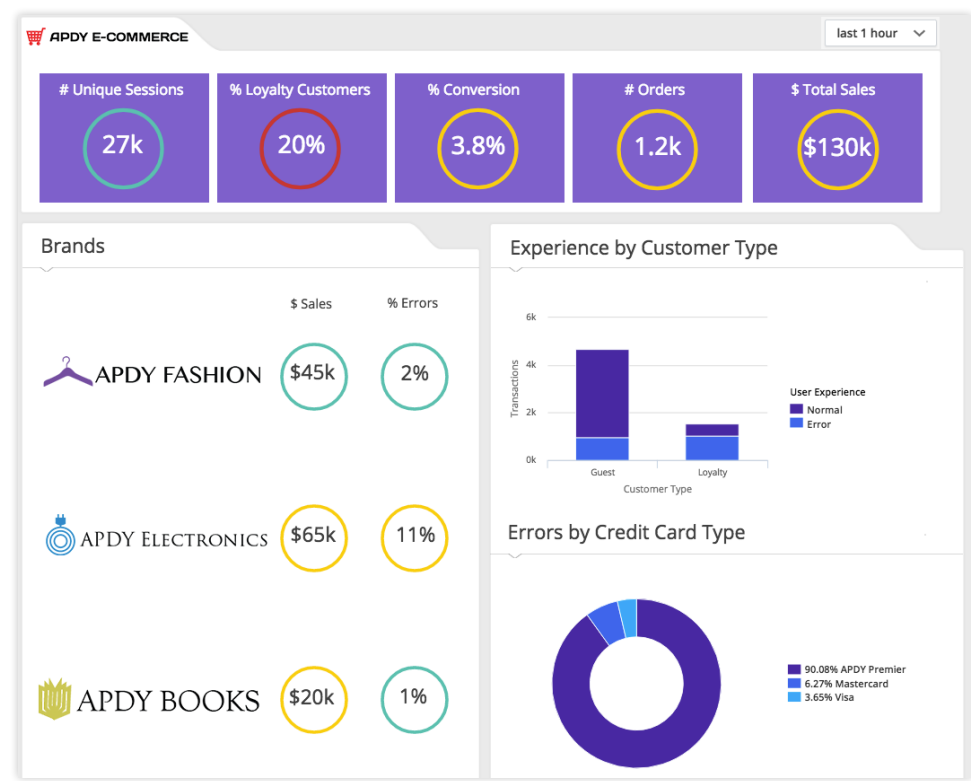 APDY E-COMMERCE
last 1 hour
# Unique Sessions
27k
% Loyalty Customers
20%
% Conversion
3.8%
# Orders
1.2k
$ Total Sales
$130k
Brands
$ Sales
% Errors
APDY FASHION
$45k
2%
APDY ELECTRONICS
$65k
11%
APDY BOOKS
$20k
1%
Experience by Customer Type
6k
4k
2k
0k
Transactions
Guest
Loyalty
Customer Type
User Experience
Normal
Error
Errors by Credit Card Type
90.08% APDY Premier
6.27% Mastercard
3.65% Visa